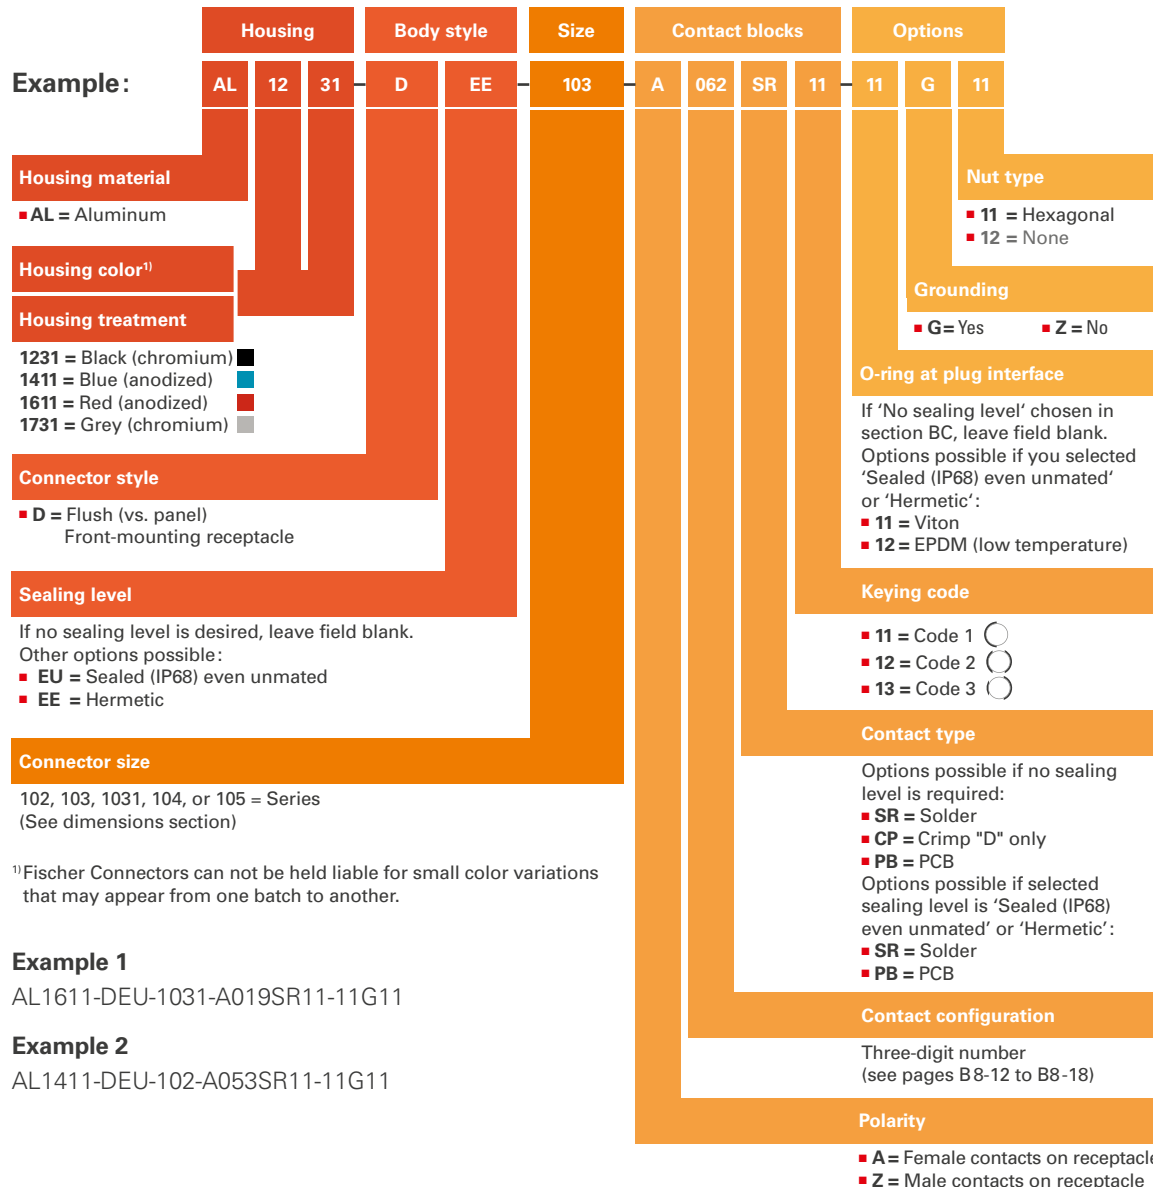 Housing Body style Size Contact blocks Options
Example: AL 12 31 – D EE – 103 – A 062 SR 11 – 11 G 11
Housing material
■ AL = Aluminum
Housing color¹⁾
Housing treatment
1231 = Black (chromium)
1411 = Blue (anodized)
1611 = Red (anodized)
1731 = Grey (chromium)
Connector style
■ D = Flush (vs. panel)
Front-mounting receptacle
Sealing level
If no sealing level is desired, leave field blank.
Other options possible:
■ EU = Sealed (IP68) even unmated
■ EE = Hermetic
Connector size
102, 103, 1031, 104, or 105 = Series
(See dimensions section)
¹⁾ Fischer Connectors can not be held liable for small color variations
that may appear from one batch to another.
Example 1
AL1611-DEU-1031-A019SR11-11G11
Example 2
AL1411-DEU-102-A053SR11-11G11
Nut type
■ 11 = Hexagonal
■ 12 = None
Grounding
■ G= Yes ■ Z = No
O-ring at plug interface
If ‘No sealing level‘ chosen in
section BC, leave field blank.
Options possible if you selected
‘Sealed (IP68) even unmated‘
or ‘Hermetic‘:
■ 11 = Viton
■ 12 = EPDM (low temperature)
Keying code
■ 11 = Code 1
■ 12 = Code 2
■ 13 = Code 3
Contact type
Options possible if no sealing
level is required:
■ SR = Solder
■ CP = Crimp "D" only
■ PB = PCB
Options possible if selected
sealing level is ‘Sealed (IP68)
even unmated’ or ‘Hermetic’:
■ SR = Solder
■ PB = PCB
Contact configuration
Three-digit number
(see pages B8-12 to B8-18)
Polarity
■ A = Female contacts on receptacle
■ Z = Male contacts on receptacle